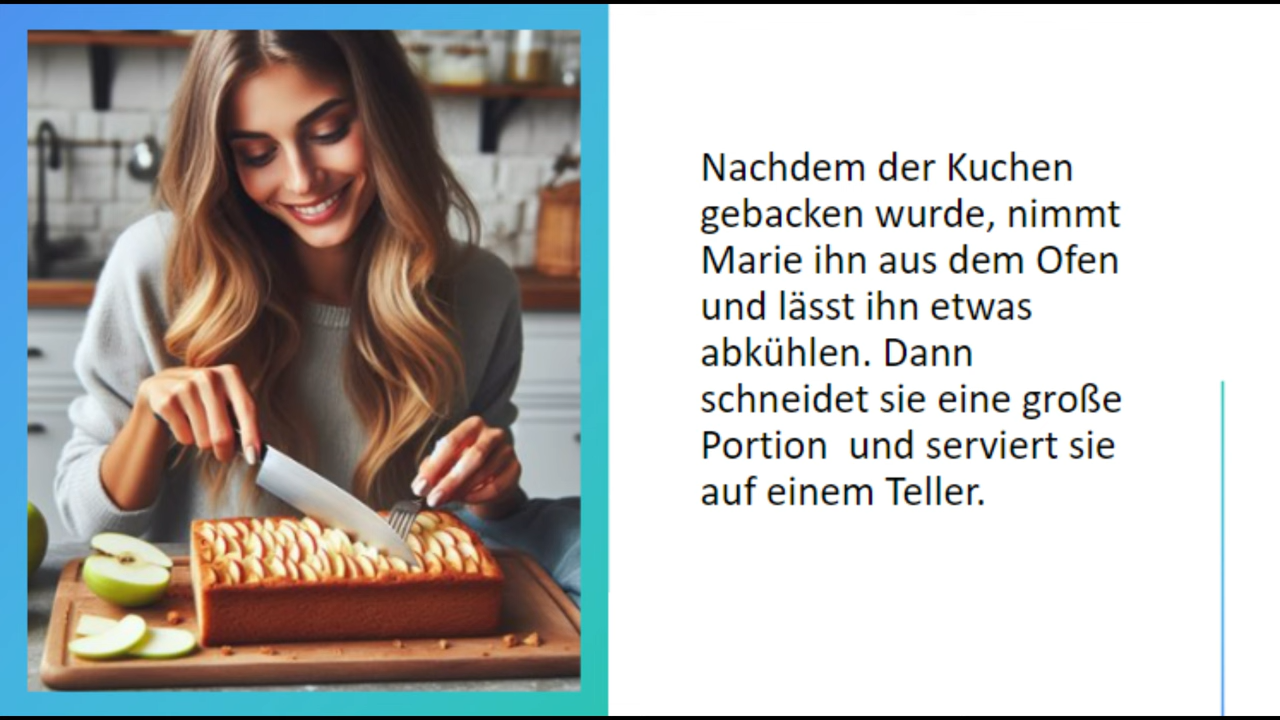 Nachdem der Kuchen
gebacken wurde, nimmt
Marie ihn aus dem Ofen
und lässt ihn etwas
abkühlen. Dann
schneidet sie eine große
Portion  und serviert sie
auf einem Teller.